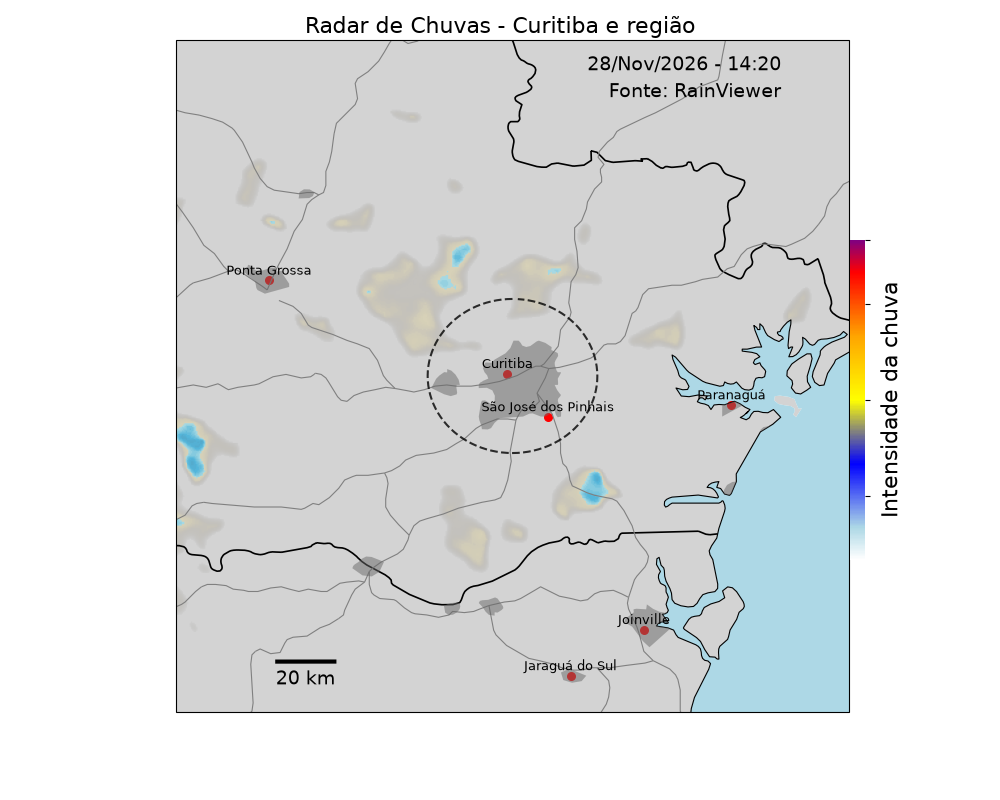 Radar de Chuvas - Curitiba e região
28/Nov/2026 - 14:20
Fonte: RainViewer
Ponta Grossa
Curitiba
São José dos Pinhais
Paranaguá
Joinville
Jaraguá do Sul
20 km
Intensidade da chuva